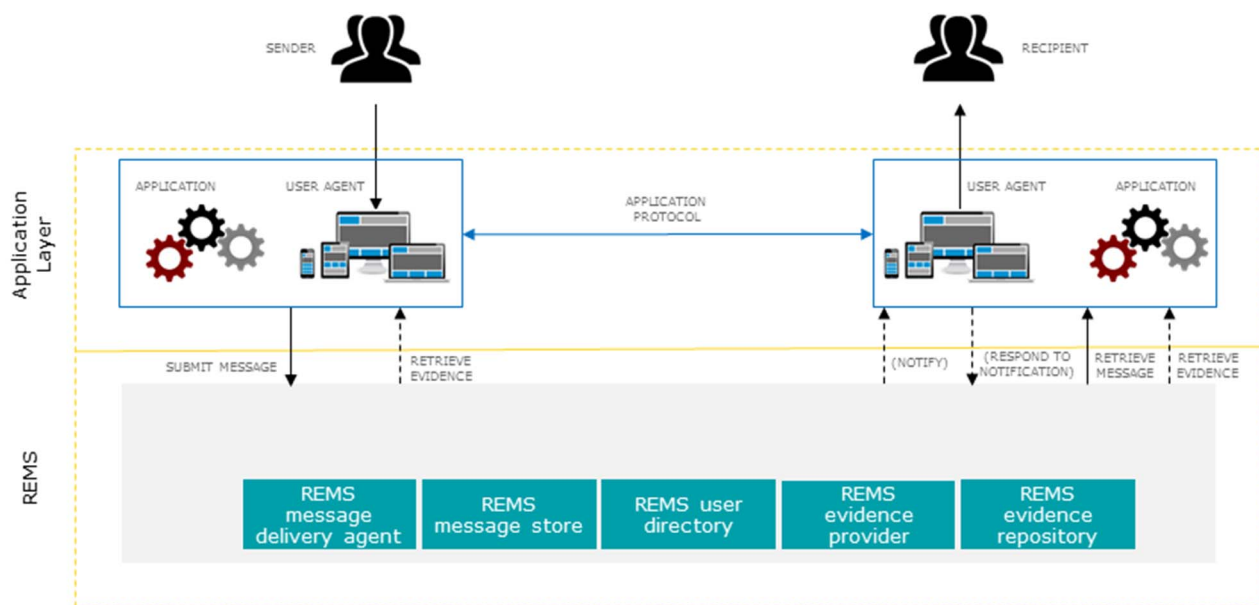 SENDER
RECIPIENT
Application
Layer
APPLICATION
USER AGENT
APPLICATION
PROTOCOL
USER AGENT
APPLICATION
SUBMIT MESSAGE
RETRIEVE
EVIDENCE
(NOTIFY)
(RESPOND TO
NOTIFICATION)
RETRIEVE
MESSAGE
RETRIEVE
EVIDENCE
REMS
REMS
message
delivery agent
REMS
message store
REMS user
directory
REMS
evidence
provider
REMS
evidence
repository